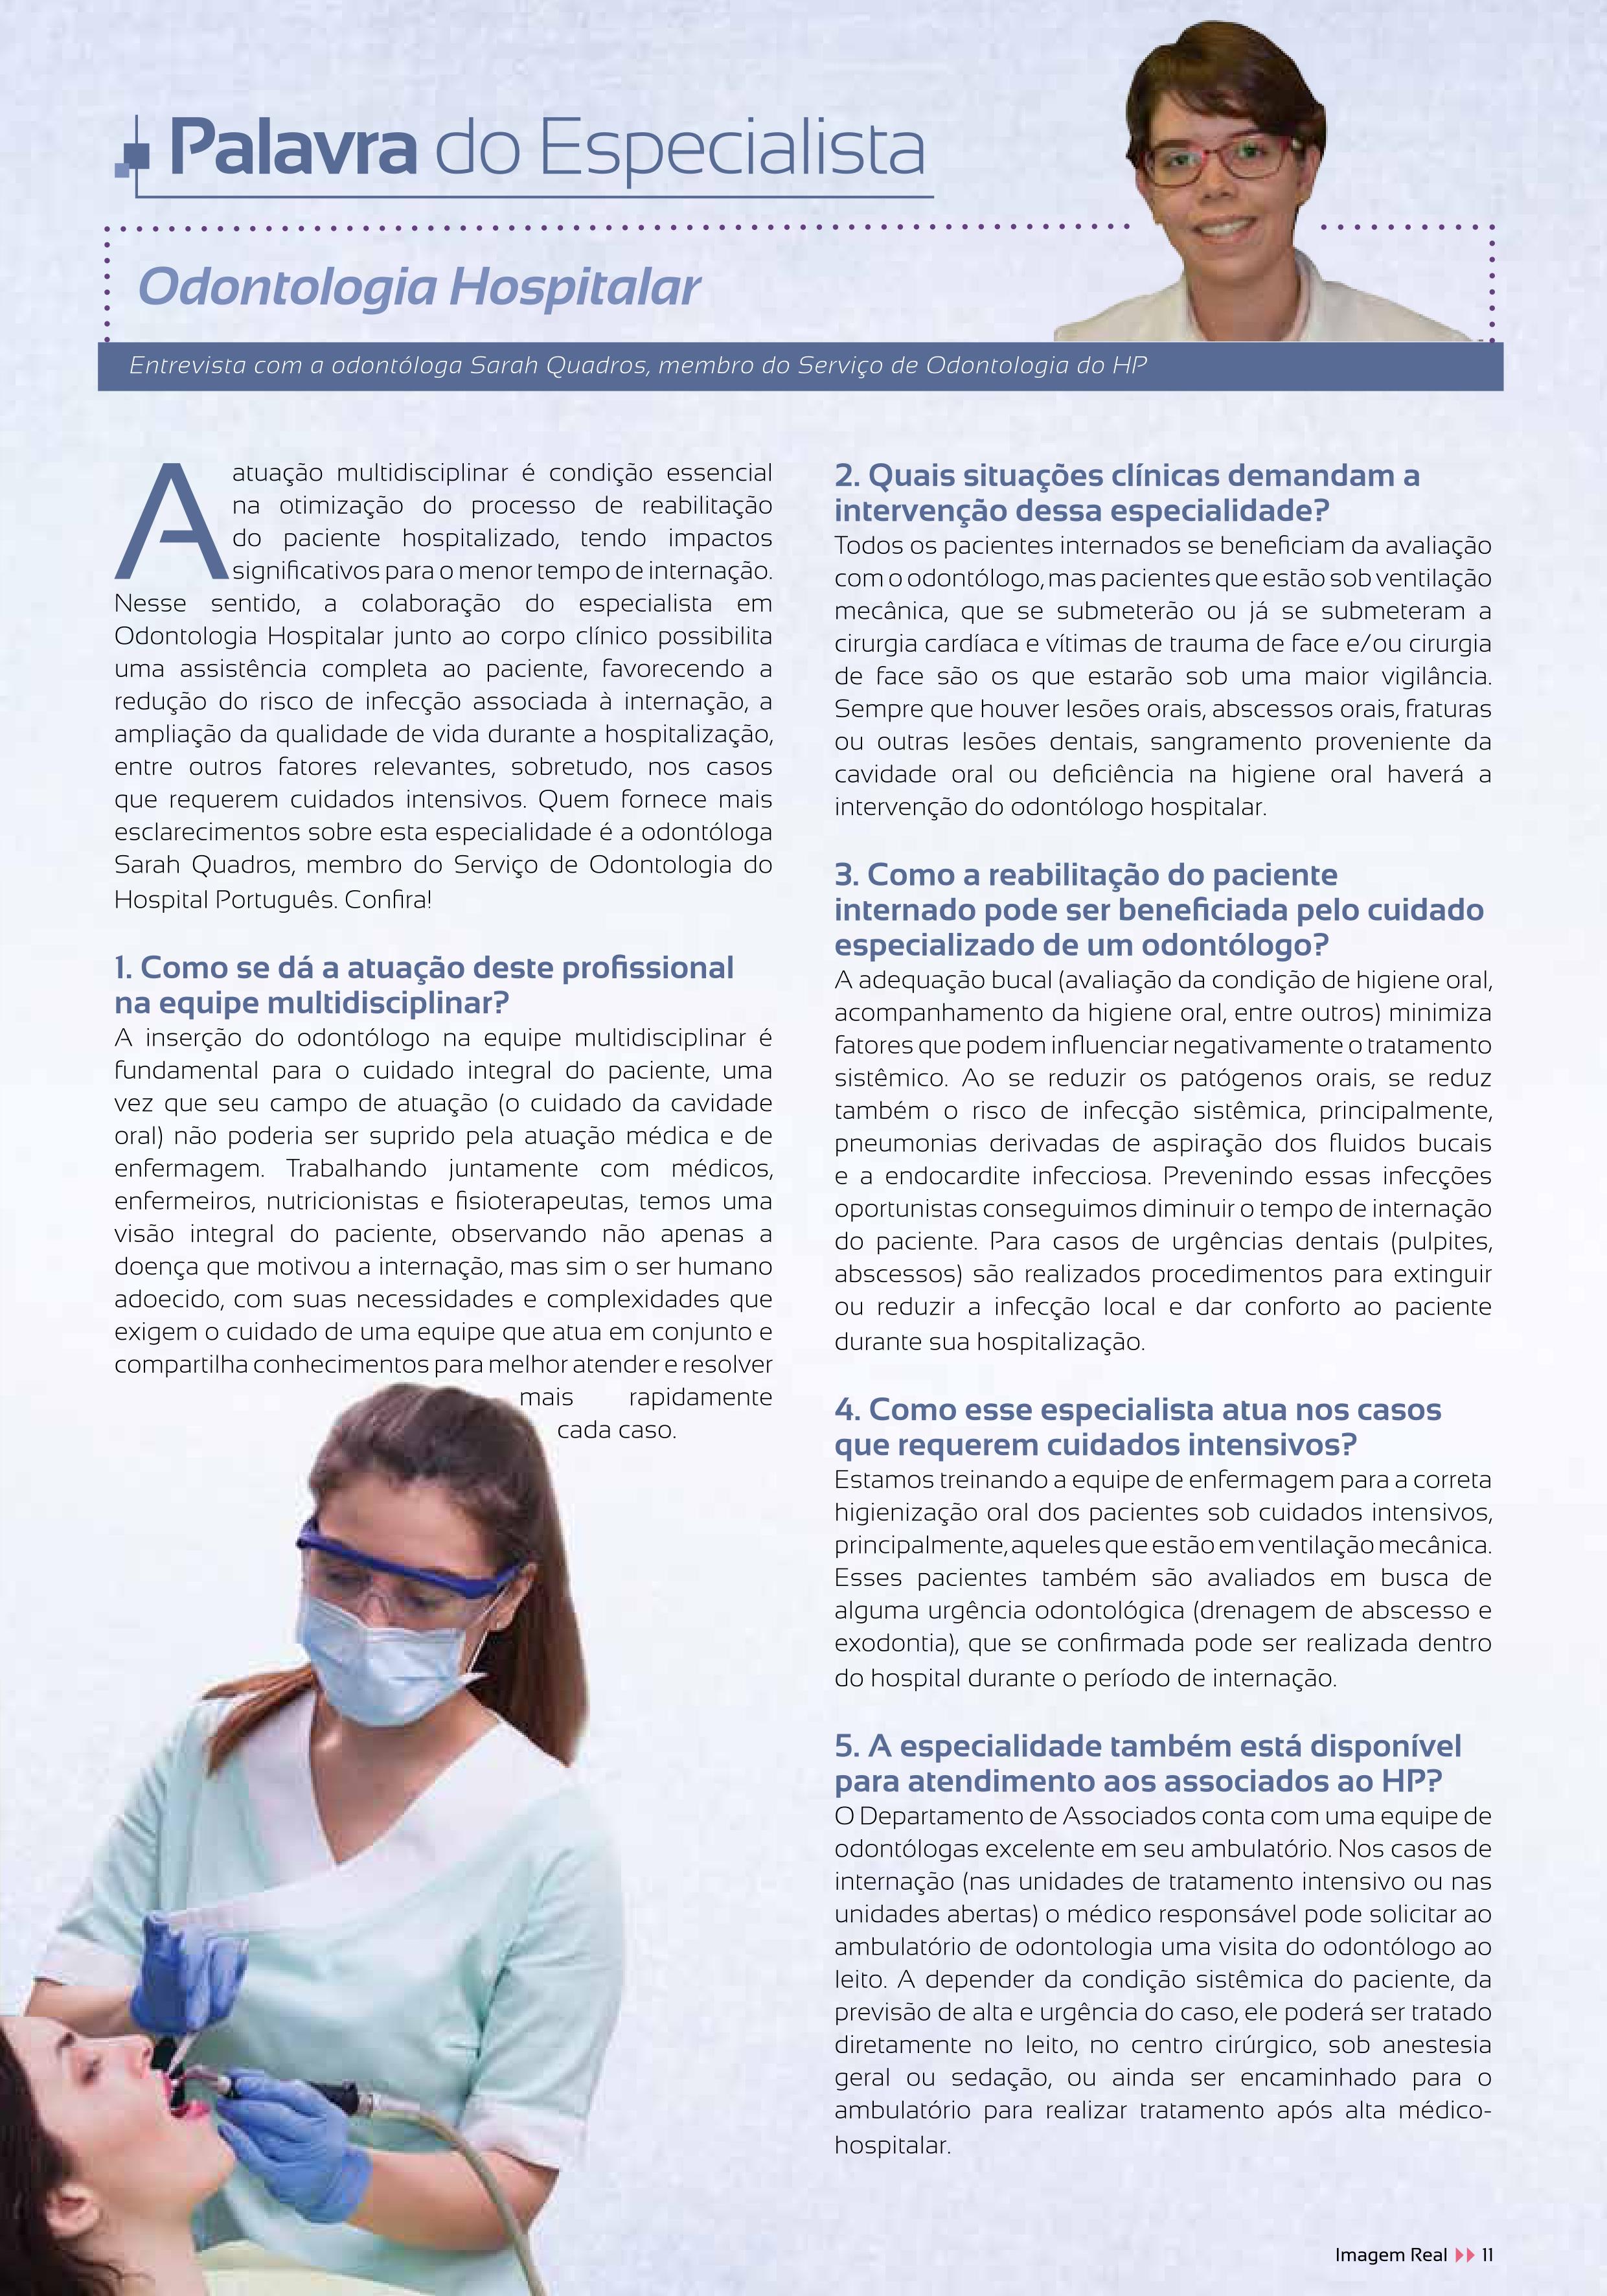 Palavra do Especialista
Odontologia Hospitalar
Entrevista com a odontóloga Sarah Quadros, membro do Serviço de Odontologia do HP
A atuação multidisciplinar é condição essencial
na otimização do processo de reabilitação
do paciente hospitalizado, tendo impactos
significativos para o menor tempo de internação.
Nesse sentido, a colaboração do especialista em
Odontologia Hospitalar junto ao corpo clínico possibilita
uma assistência completa ao paciente, favorecendo a
redução do risco de infecção associada à internação, a
ampliação da qualidade de vida durante a hospitalização,
entre outros fatores relevantes, sobretudo, nos casos
que requerem cuidados intensivos. Quem fornece mais
esclarecimentos sobre esta especialidade é a odontóloga
Sarah Quadros, membro do Serviço de Odontologia do
Hospital Português. Confira!
1. Como se dá a atuação deste profissional
na equipe multidisciplinar?
A inserção do odontólogo na equipe multidisciplinar é
fundamental para o cuidado integral do paciente, uma
vez que seu campo de atuação (o cuidado da cavidade
oral) não poderia ser suprido pela atuação médica e de
enfermagem. Trabalhando juntamente com médicos,
enfermeiros, nutricionistas e fisioterapeutas, temos uma
visão integral do paciente, observando não apenas a
doença que motivou a internação, mas sim o ser humano
adoecido, com suas necessidades e complexidades que
exigem o cuidado de uma equipe que atua em conjunto e
compartilha conhecimentos para melhor atender e resolver
mais rapidamente
cada caso.
2. Quais situações clínicas demandam a
intervenção dessa especialidade?
Todos os pacientes internados se beneficiam da avaliação
com o odontólogo, mas pacientes que estão sob ventilação
mecânica, que se submeterão ou já se submeteram a
cirurgia cardíaca e vítimas de trauma de face e/ou cirurgia
de face são os que estarão sob uma maior vigilância.
Sempre que houver lesões orais, abscessos orais, fraturas
ou outras lesões dentais, sangramento proveniente da
cavidade oral ou deficiência na higiene oral haverá a
intervenção do odontólogo hospitalar.
3. Como a reabilitação do paciente
internado pode ser beneficiada pelo cuidado
especializado de um odontólogo?
A adequação bucal (avaliação da condição de higiene oral,
acompanhamento da higiene oral, entre outros) minimiza
fatores que podem influenciar negativamente o tratamento
sistêmico. Ao se reduzir os patógenos orais, se reduz
também o risco de infecção sistêmica, principalmente,
pneumonias derivadas de aspiração dos fluidos bucais
e a endocardite infecciosa. Prevenindo essas infecções
oportunistas conseguimos diminuir o tempo de internação
do paciente. Para casos de urgências dentais (pulpites,
abscessos) são realizados procedimentos para extinguir
ou reduzir a infecção local e dar conforto ao paciente
durante sua hospitalização.
4. Como esse especialista atua nos casos
que requerem cuidados intensivos?
Estamos treinando a equipe de enfermagem para a correta
higienização oral dos pacientes sob cuidados intensivos,
principalmente, aqueles que estão em ventilação mecânica.
Esses pacientes também são avaliados em busca de
alguma urgência odontológica (drenagem de abscesso e
exodontia), que se confirmada pode ser realizada dentro
do hospital durante o período de internação.
5. A especialidade também está disponível
para atendimento aos associados ao HP?
O Departamento de Associados conta com uma equipe de
odontólogas excelente em seu ambulatório. Nos casos de
internação (nas unidades de tratamento intensivo ou nas
unidades abertas) o médico responsável pode solicitar ao
ambulatório de odontologia uma visita do odontólogo ao
leito. A depender da condição sistêmica do paciente, da
previsão de alta e urgência do caso, ele poderá ser tratado
diretamente no leito, no centro cirúrgico, sob anestesia
geral ou sedação, ou ainda ser encaminhado para o
ambulatório para realizar tratamento após alta médico-
hospitalar.
Imagem Real 11